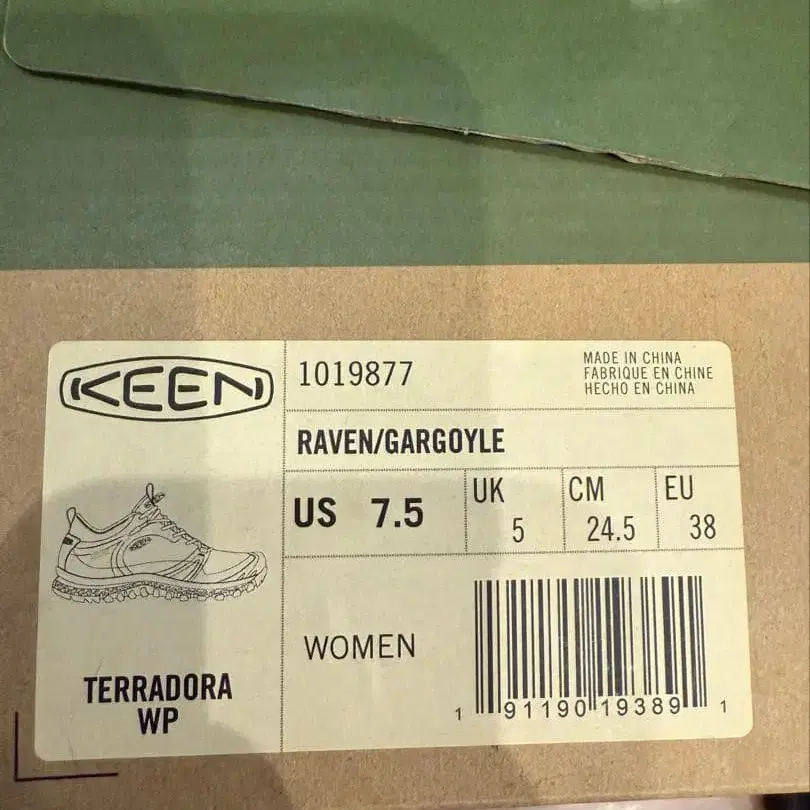 KEEN
1019877
MADE IN CHINA
FABRIQUE EN CHINE
HECHO EN CHINA
RAVEN/GARGOYLE
US 7.5
UK 5
CM 24.5
EU 38
KEEN
WOMEN
TERRADORA
WP
1 91190 19389 1